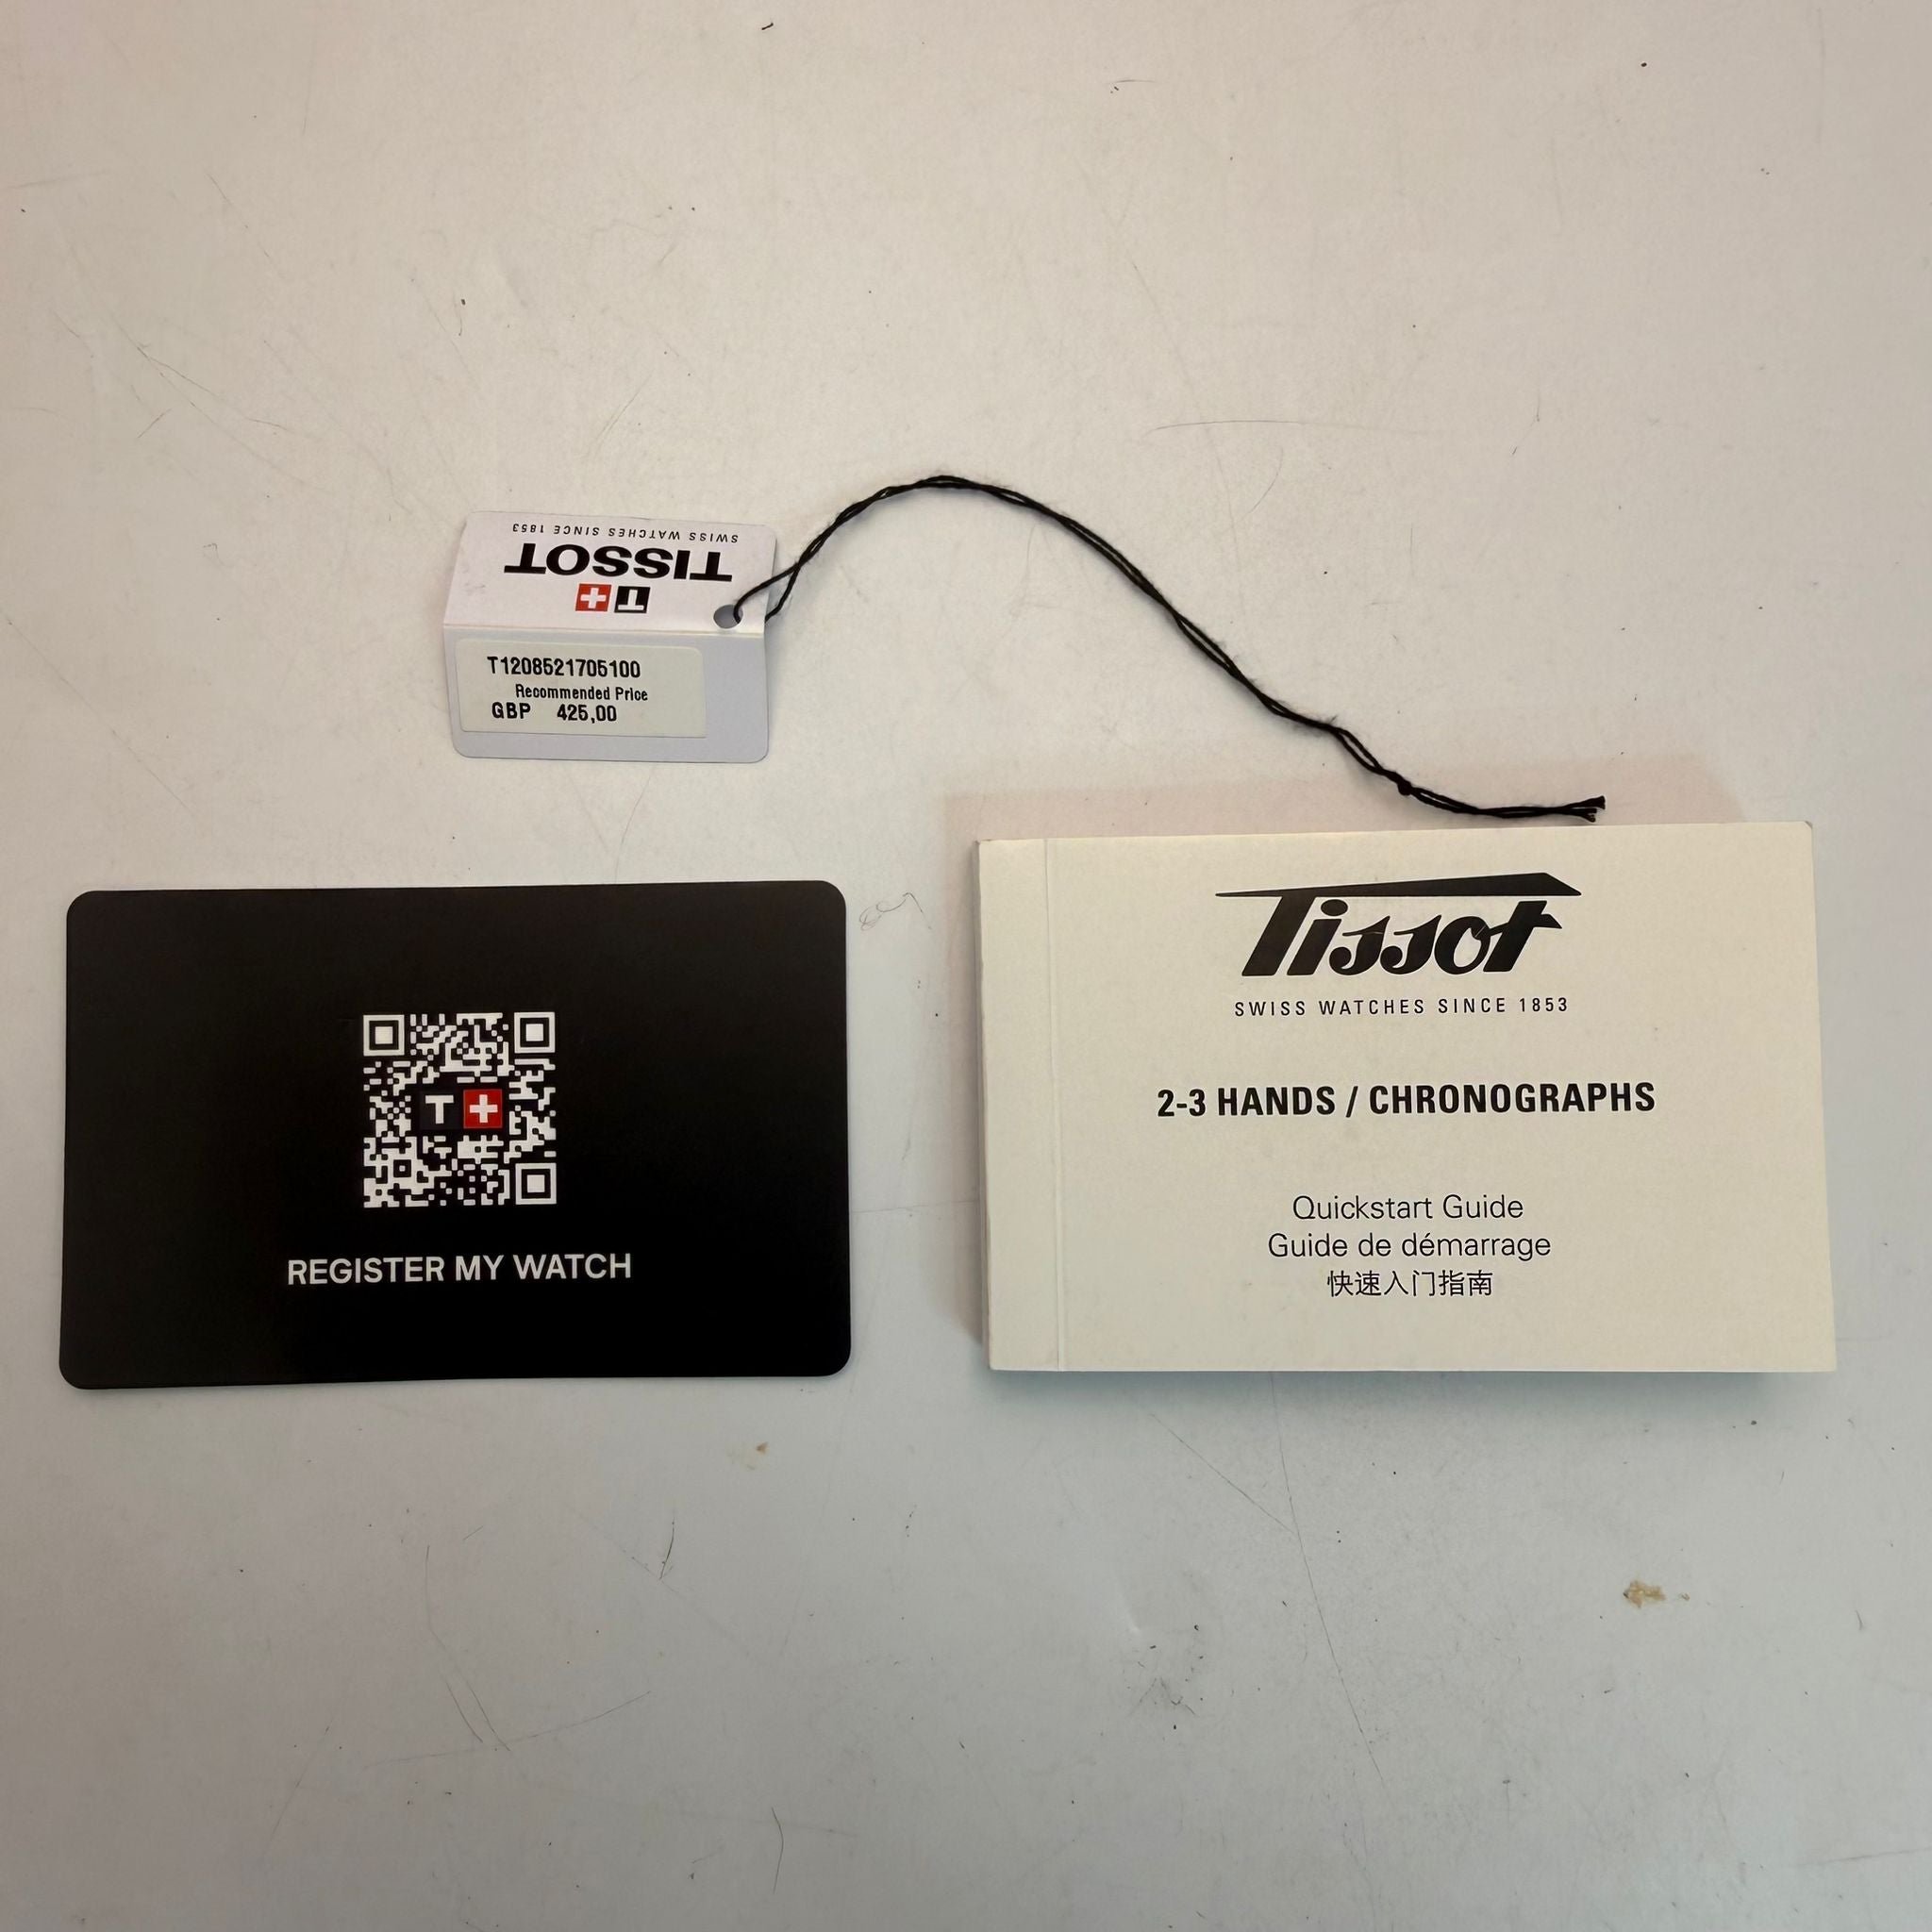 SWISS WATCHES SINCE 1853
TISSOT
T+
T1208521705100
Recommended Price
GBP 425,00
T+
REGISTER MY WATCH
Tissot
SWISS WATCHES SINCE 1853
2-3 HANDS / CHRONOGRAPHS
Quickstart Guide
Guide de démarrage
快速入门指南